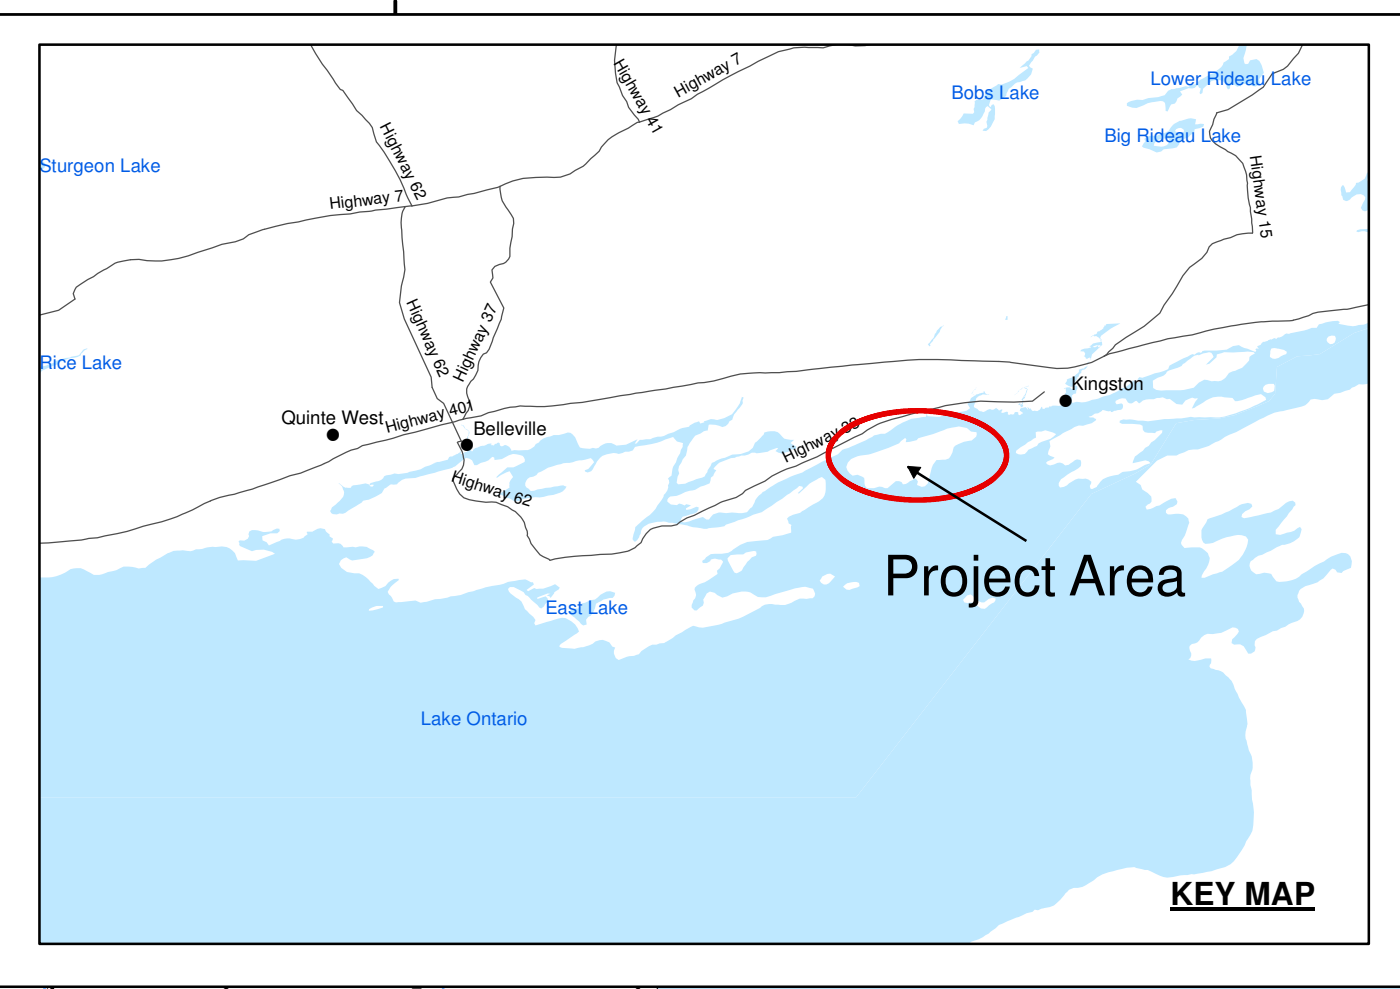 Highway 7
Highway 41
Bobs Lake
Lower Rideau Lake
Big Rideau Lake
Highway 62
Sturgeon Lake
Highway 7
Highway 15
Highway 62
Highway 37
Rice Lake
Kingston
Quinte West
Highway 401
Belleville
Highway 33
Highway 62
Project Area
East Lake
Lake Ontario
KEY MAP